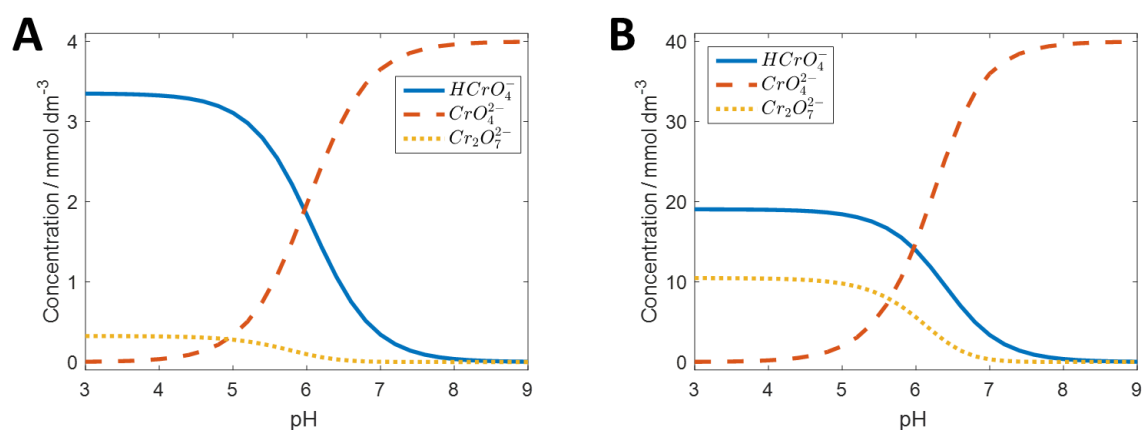 A
Concentration / mmol dm⁻³
4
3
2
1
0
HCrO₄⁻
CrO₄²⁻
Cr₂O₇²⁻
3 4 5 6 7 8 9
pH
B
Concentration / mmol dm⁻³
40
30
20
10
0
HCrO₄⁻
CrO₄²⁻
Cr₂O₇²⁻
3 4 5 6 7 8 9
pH